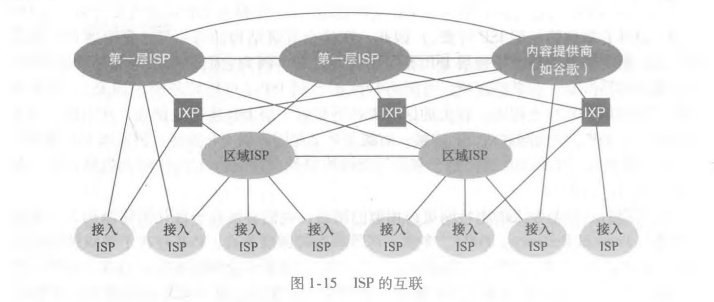 第一层ISP
第一层ISP
内容提供商
（如谷歌）
IXP
IXP
IXP
区域ISP
区域ISP
接入
ISP
接入
ISP
接入
ISP
接入
ISP
接入
ISP
接入
ISP
接入
ISP
接入
ISP
图 1-15 ISP 的互联